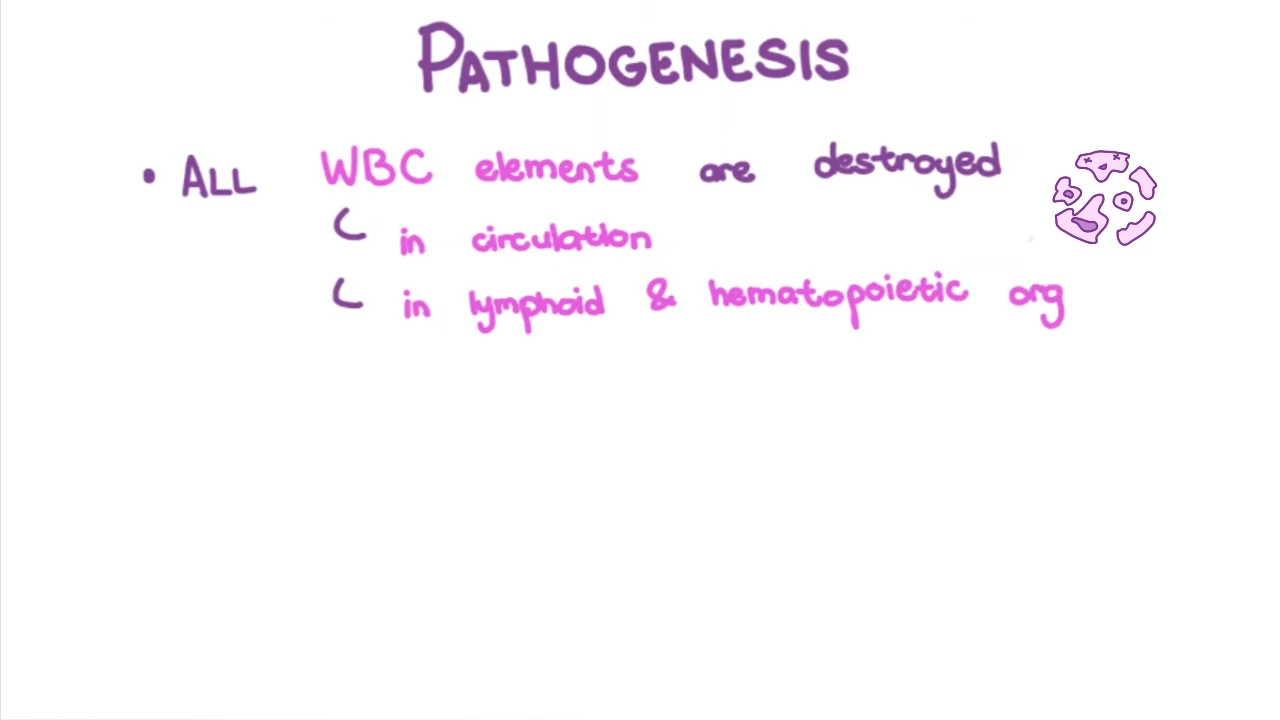 PATHOGENESIS
• ALL WBC elements are destroyed
in circulation
in lymphoid & hematopoietic org